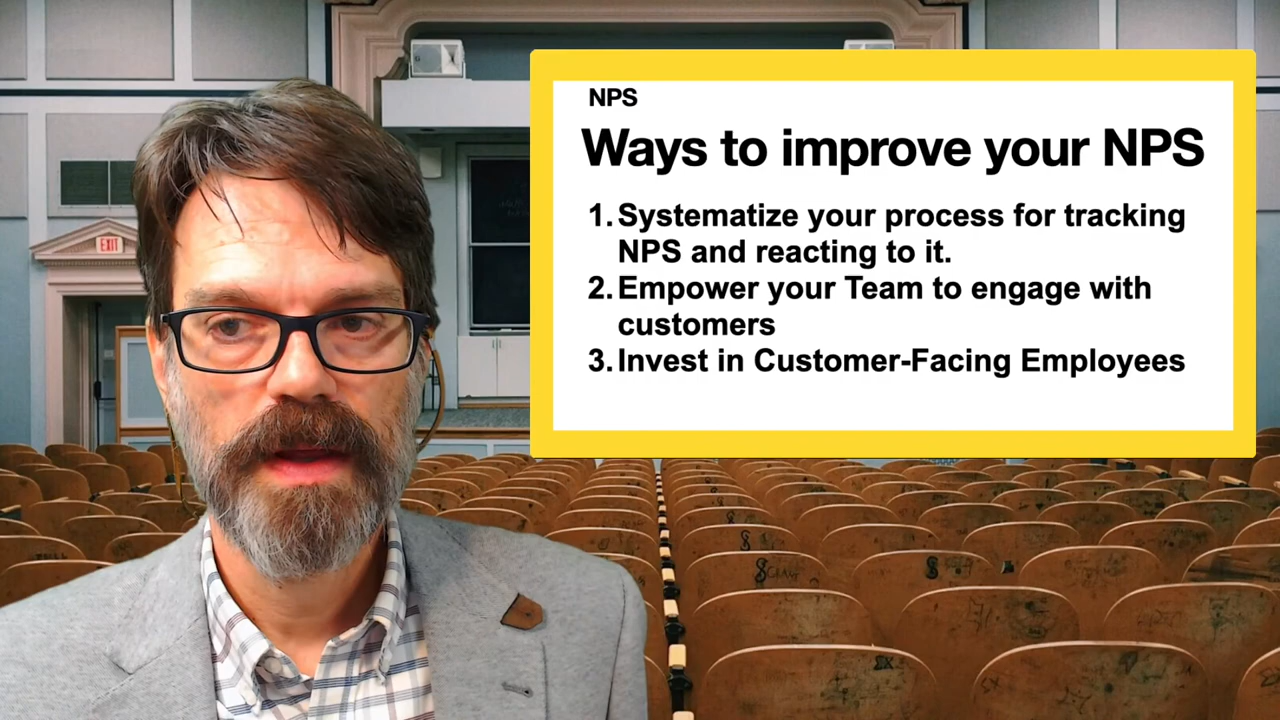 EXIT
NPS
Ways to improve your NPS
1. Systematize your process for tracking
NPS and reacting to it.
2. Empower your Team to engage with
customers
3. Invest in Customer-Facing Employees